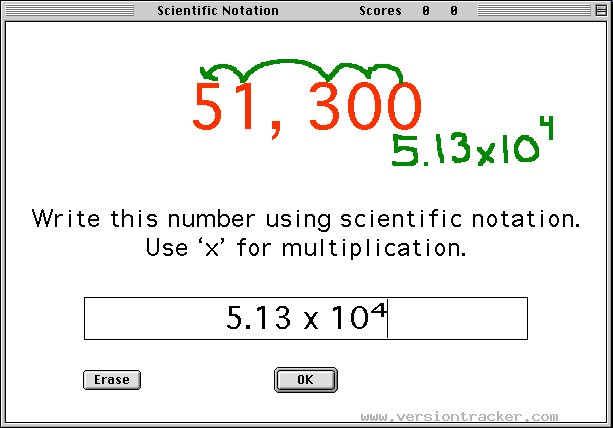 Scientific Notation Scores 0 0
51, 300
5.13x10⁴
Write this number using scientific notation.
Use ‘x’ for multiplication.
5.13 x 10⁴
Erase OK
www.versiontracker.com